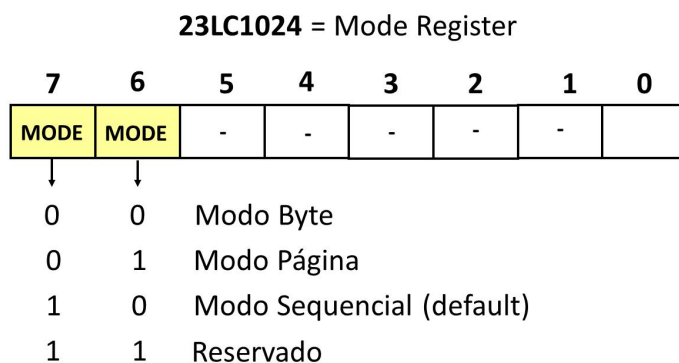 23LC1024 = Mode Register
7 6 5 4 3 2 1 0
MODE MODE - - - - -
0 0 Modo Byte
0 1 Modo Página
1 0 Modo Sequencial (default)
1 1 Reservado